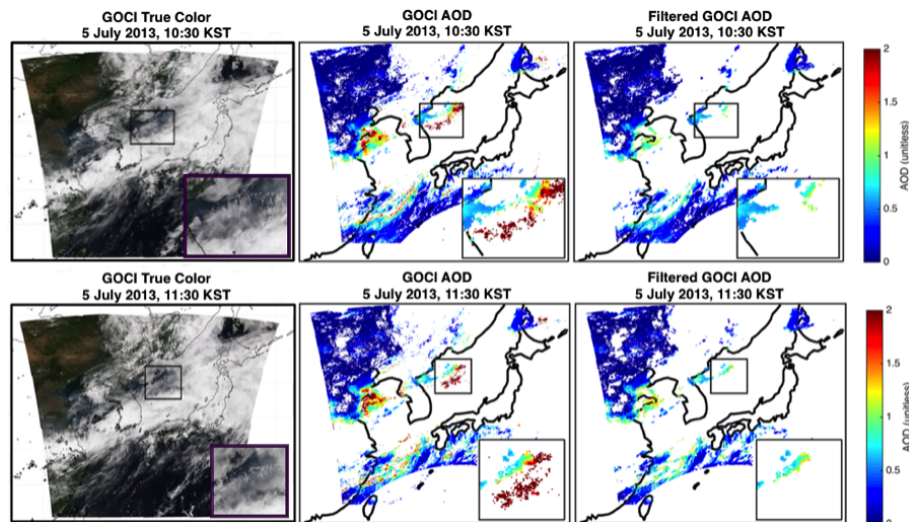 GOCI True Color
5 July 2013, 10:30 KST
GOCI AOD
5 July 2013, 10:30 KST
Filtered GOCI AOD
5 July 2013, 10:30 KST
2
1.5
1
0.5
0
AOD (unitless)
GOCI True Color
5 July 2013, 11:30 KST
GOCI AOD
5 July 2013, 11:30 KST
Filtered GOCI AOD
5 July 2013, 11:30 KST
2
1.5
1
0.5
0
AOD (unitless)